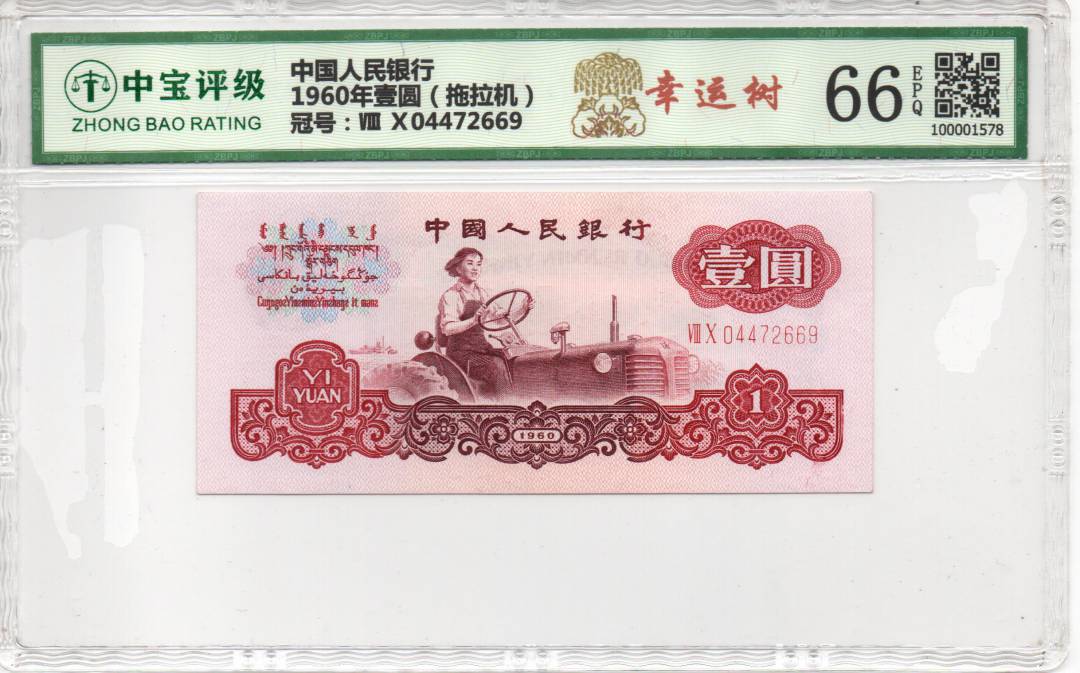 中宝评级
ZHONG BAO RATING
中国人民银行
1960年壹圆（拖拉机）
冠号：Ⅷ Ⅹ04472669
幸运树
66
EPQ
100001578
中國人民銀行
壹圓
ⅧⅩ04472669
YI
YUAN
1960
1